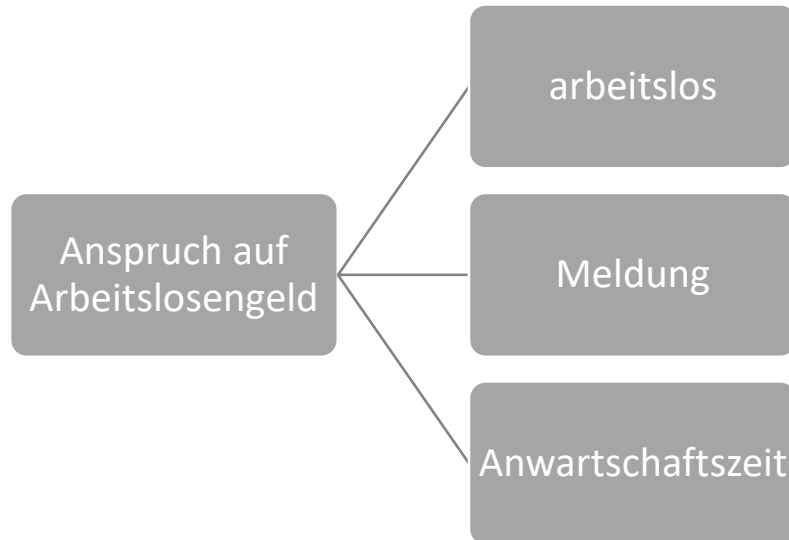 Anspruch auf
Arbeitslosengeld
arbeitslos
Meldung
Anwartschaftszeit